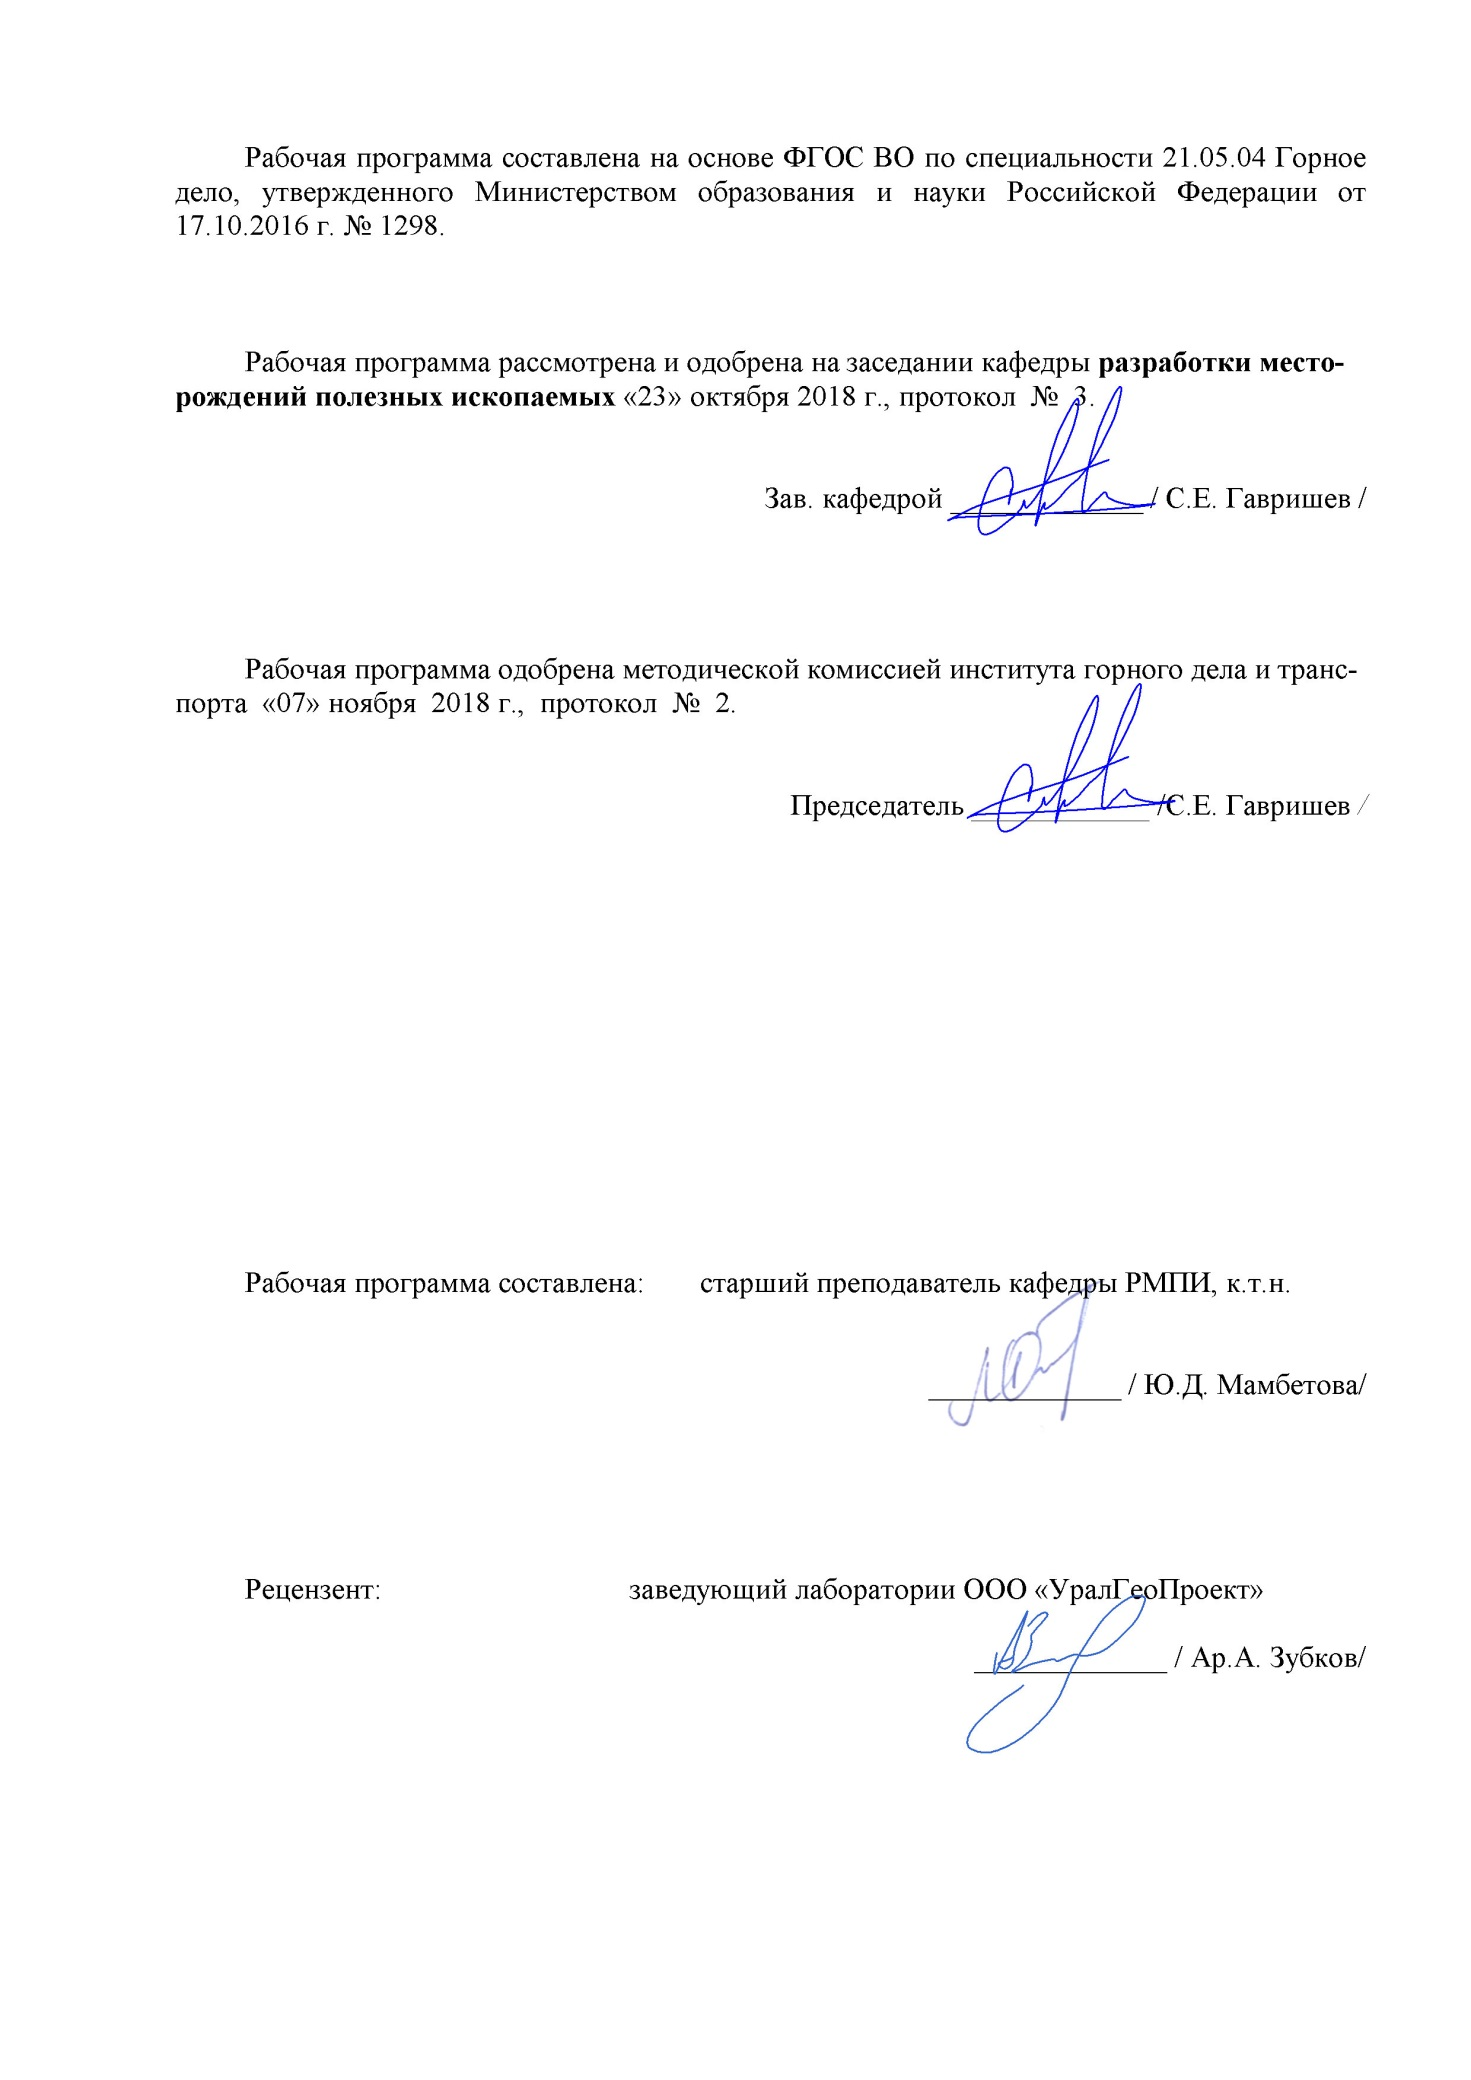 Рабочая программа составлена на основе ФГОС ВО по специальности 21.05.04 Горное
дело, утвержденного Министерством образования и науки Российской Федерации от
17.10.2016 г. № 1298.
Рабочая программа рассмотрена и одобрена на заседании кафедры разработки место-
рождений полезных ископаемых «23» октября 2018 г., протокол № 3.
Зав. кафедрой ____________ / С.Е. Гавришев /
Рабочая программа одобрена методической комиссией института горного дела и транс-
порта «07» ноября 2018 г., протокол № 2.
Председатель ____________ /С.Е. Гавришев /
Рабочая программа составлена: старший преподаватель кафедры РМПИ, к.т.н.
____________ / Ю.Д. Мамбетова/
Рецензент: заведующий лаборатории ООО «УралГеоПроект»
____________ / Ар.А. Зубков/